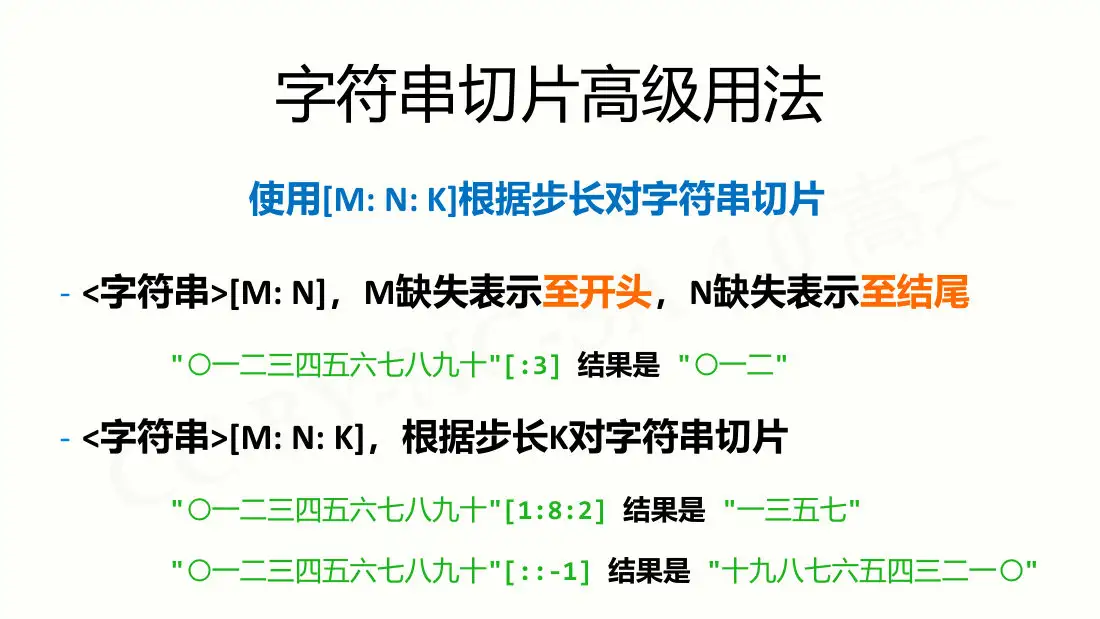 字符串切片高级用法
使用[M: N: K]根据步长对字符串切片
- <字符串>[M: N]，M缺失表示至开头，N缺失表示至结尾
"〇一二三四五六七八九十"[:3] 结果是 "〇一二"
- <字符串>[M: N: K]，根据步长K对字符串切片
"〇一二三四五六七八九十"[1:8:2] 结果是 "一三五七"
"〇一二三四五六七八九十"[::-1] 结果是 "十九八七六五四三二一〇"